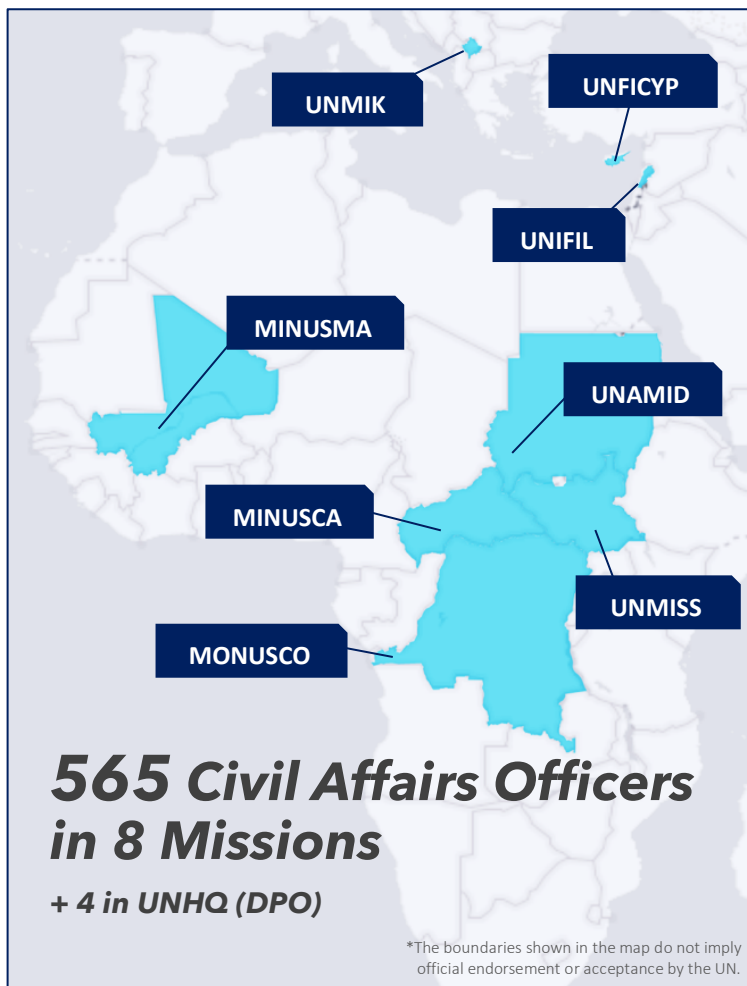 UNMIK
UNFICYP
UNIFIL
MINUSMA
UNAMID
MINUSCA
UNMISS
MONUSCO
565 Civil Affairs Officers
in 8 Missions
+ 4 in UNHQ (DPO)
*The boundaries shown in the map do not imply
official endorsement or acceptance by the UN.